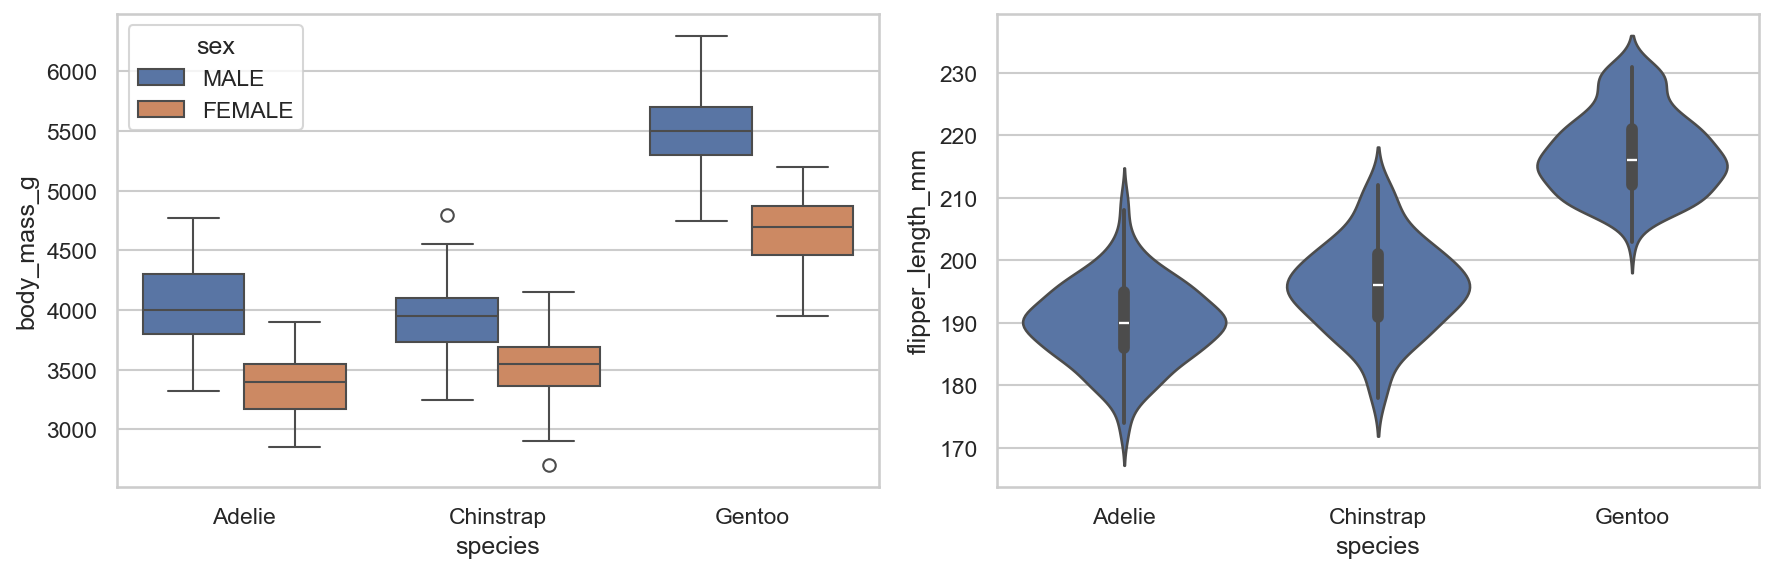 sex
MALE
FEMALE
body_mass_g
6000
5500
5000
4500
4000
3500
3000
Adelie Chinstrap Gentoo
species
flipper_length_mm
230
220
210
200
190
180
170
Adelie Chinstrap Gentoo
species